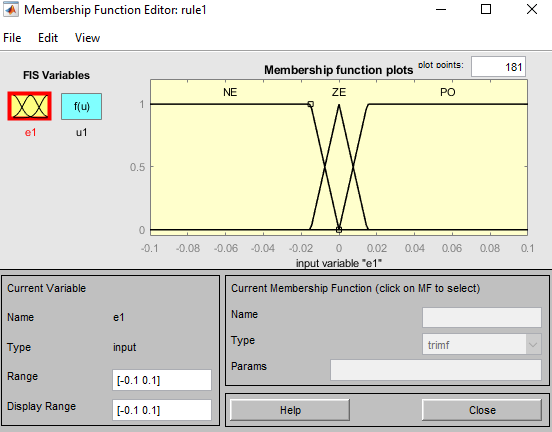 Membership Function Editor: rule1
File Edit View
FIS Variables
Membership function plots plot points: 181
f(u)
e1 u1
NE ZE PO
1
0.5
0
-0.1 -0.08 -0.06 -0.04 -0.02 0 0.02 0.04 0.06 0.08 0.1
input variable "e1"
Current Variable
Name e1
Type input
Range [-0.1 0.1]
Display Range [-0.1 0.1]
Current Membership Function (click on MF to select)
Name
Type trimf
Params
Help Close